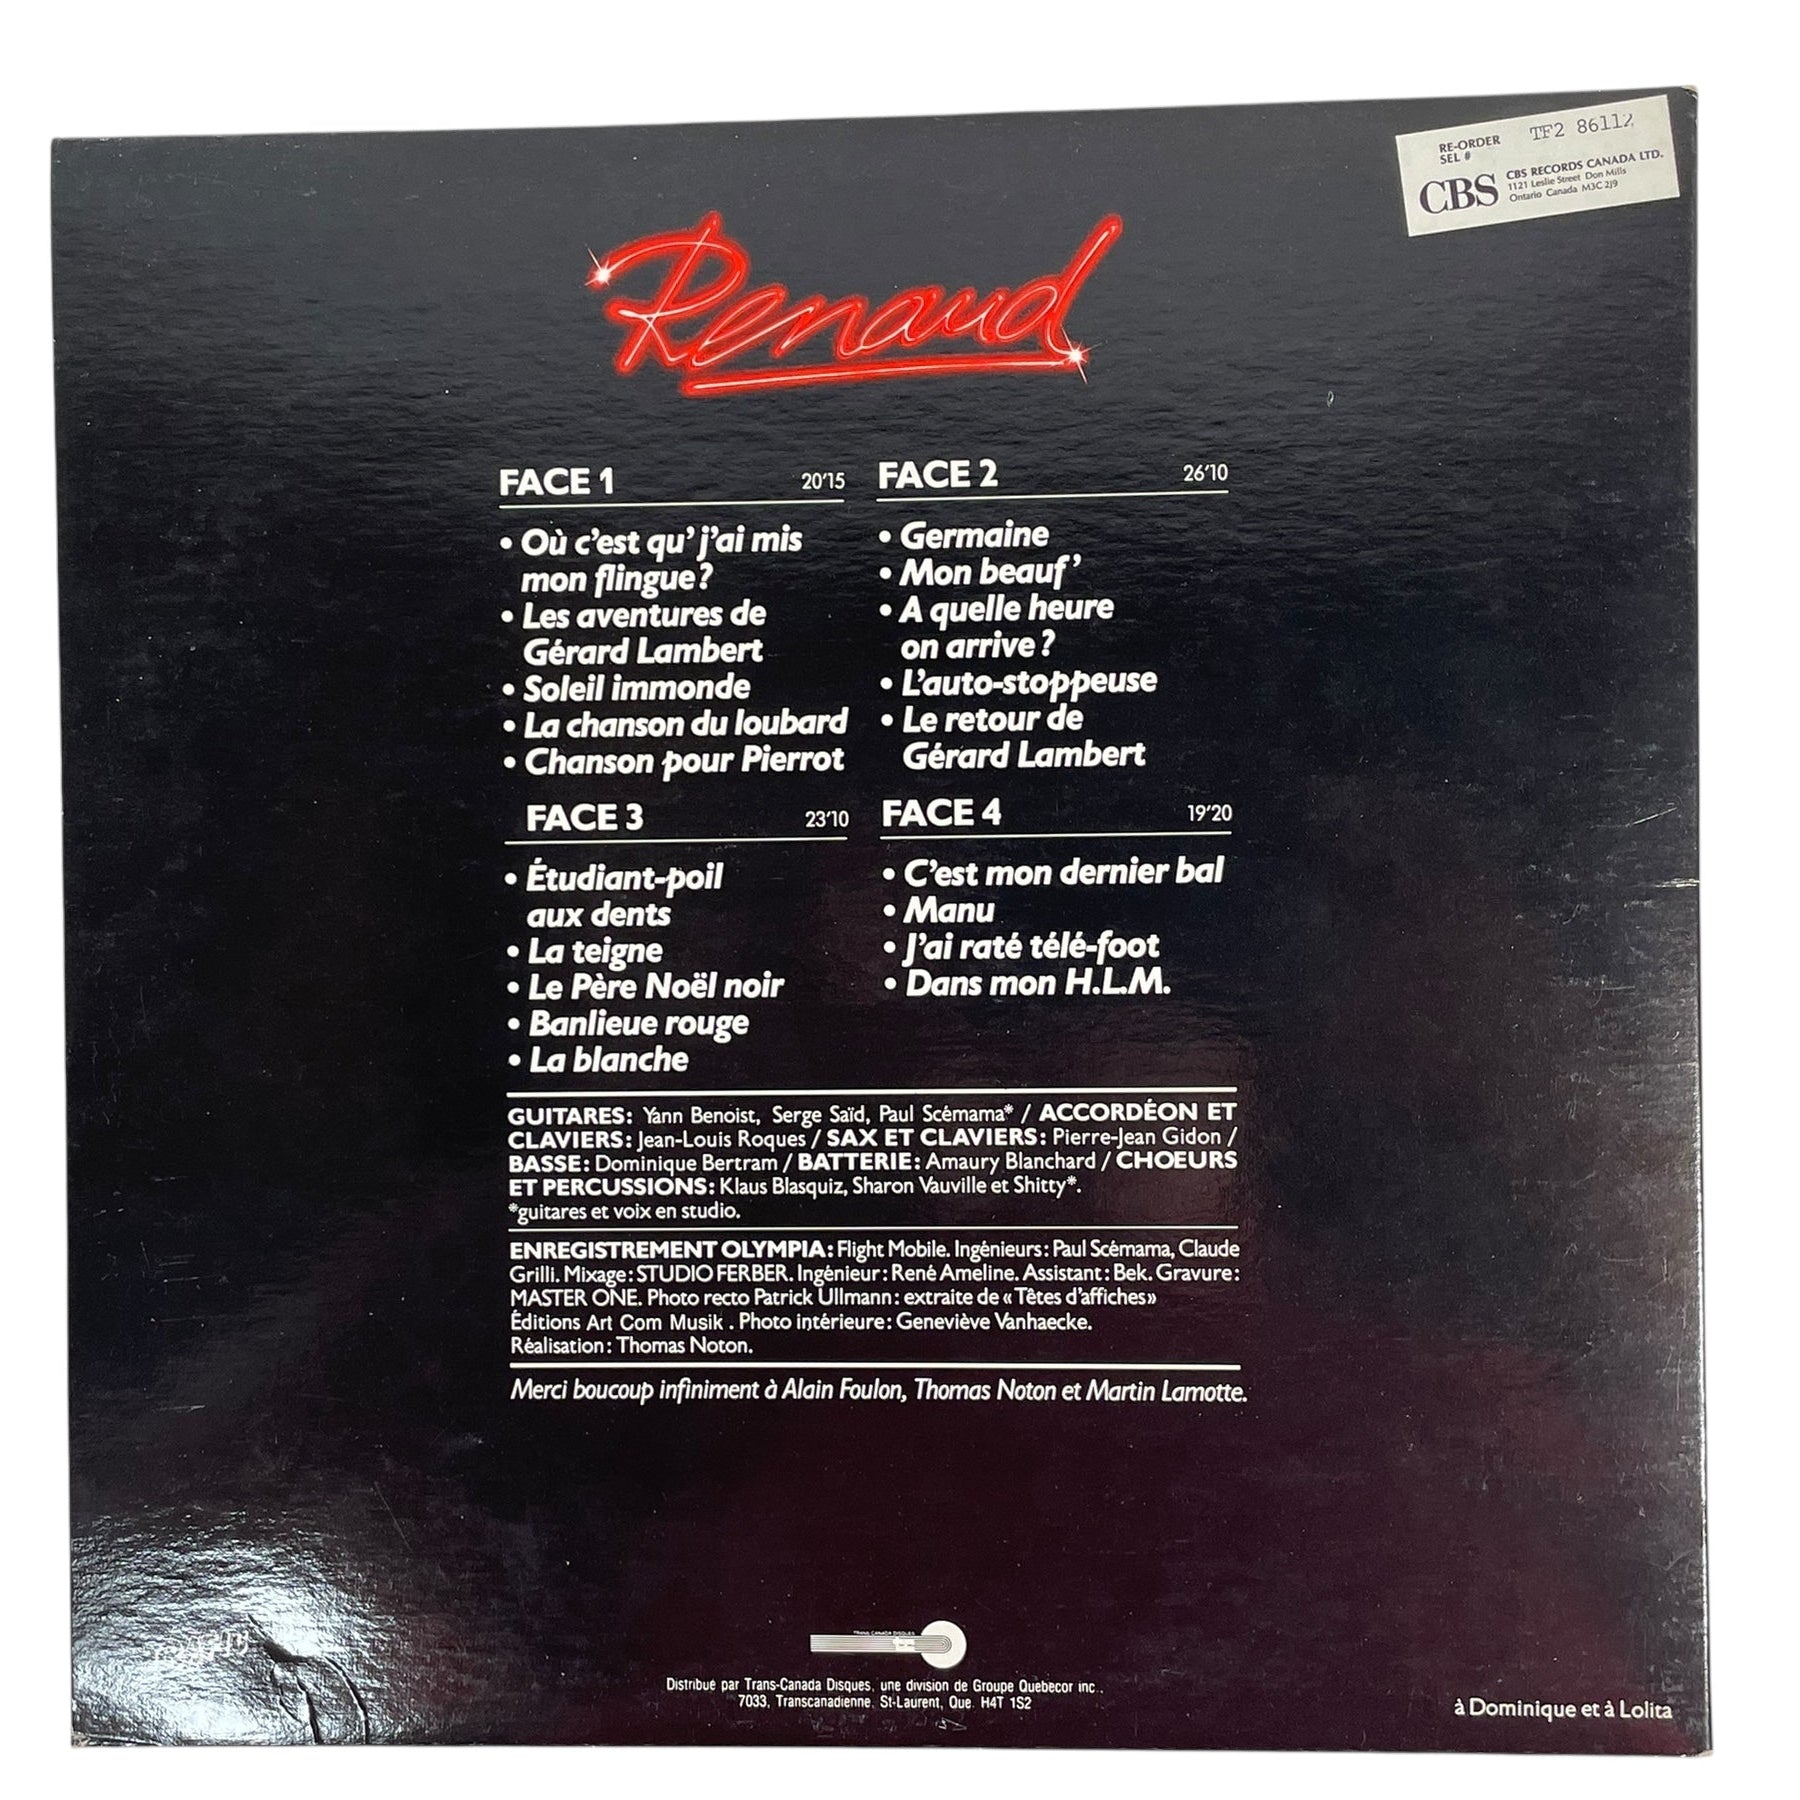 RE-ORDER
SEL #
TF2 86112
CBS
CBS RECORDS CANADA LTD.
1121 Leslie Street Don Mills
Ontario Canada M3C 2J9
Renaud
FACE 1 20'15
• Où c'est qu' j'ai mis
mon flingue?
• Les aventures de
Gérard Lambert
• Soleil immonde
• La chanson du loubard
• Chanson pour Pierrot
FACE 2 26'10
• Germaine
• Mon beauf'
• A quelle heure
on arrive?
• L'auto-stoppeuse
• Le retour de
Gérard Lambert
FACE 3 23'10
• Étudiant-poil
aux dents
• La teigne
• Le Père Noël noir
• Banlieue rouge
• La blanche
FACE 4 19'20
• C'est mon dernier bal
• Manu
• J'ai raté télé-foot
• Dans mon H.L.M.
GUITARES: Yann Benoist, Serge Saïd, Paul Scémama* / ACCORDÉON ET
CLAVIERS: Jean-Louis Roques / SAX ET CLAVIERS: Pierre-Jean Gidon /
BASSE: Dominique Bertram / BATTERIE: Amaury Blanchard / CHOEURS
ET PERCUSSIONS: Klaus Blasquiz, Sharon Vauville et Shitty*.
*guitares et voix en studio.
ENREGISTREMENT OLYMPIA: Flight Mobile. Ingénieurs: Paul Scémama, Claude
Grilli. Mixage: STUDIO FERBER. Ingénieur: René Ameline. Assistant: Bek. Gravure:
MASTER ONE. Photo recto Patrick Ullmann: extraite de «Têtes d'affiches»
Éditions Art Com Musik. Photo intérieure: Geneviève Vanhaecke.
Réalisation: Thomas Noton.
Merci boucoup infiniment à Alain Foulon, Thomas Noton et Martin Lamotte.
TRANS-CANADA DISQUES
Distribué par Trans-Canada Disques, une division de Groupe Quebecor inc.,
7033, Transcanadienne, St-Laurent, Que. H4T 1S2
à Dominique et à Lolita